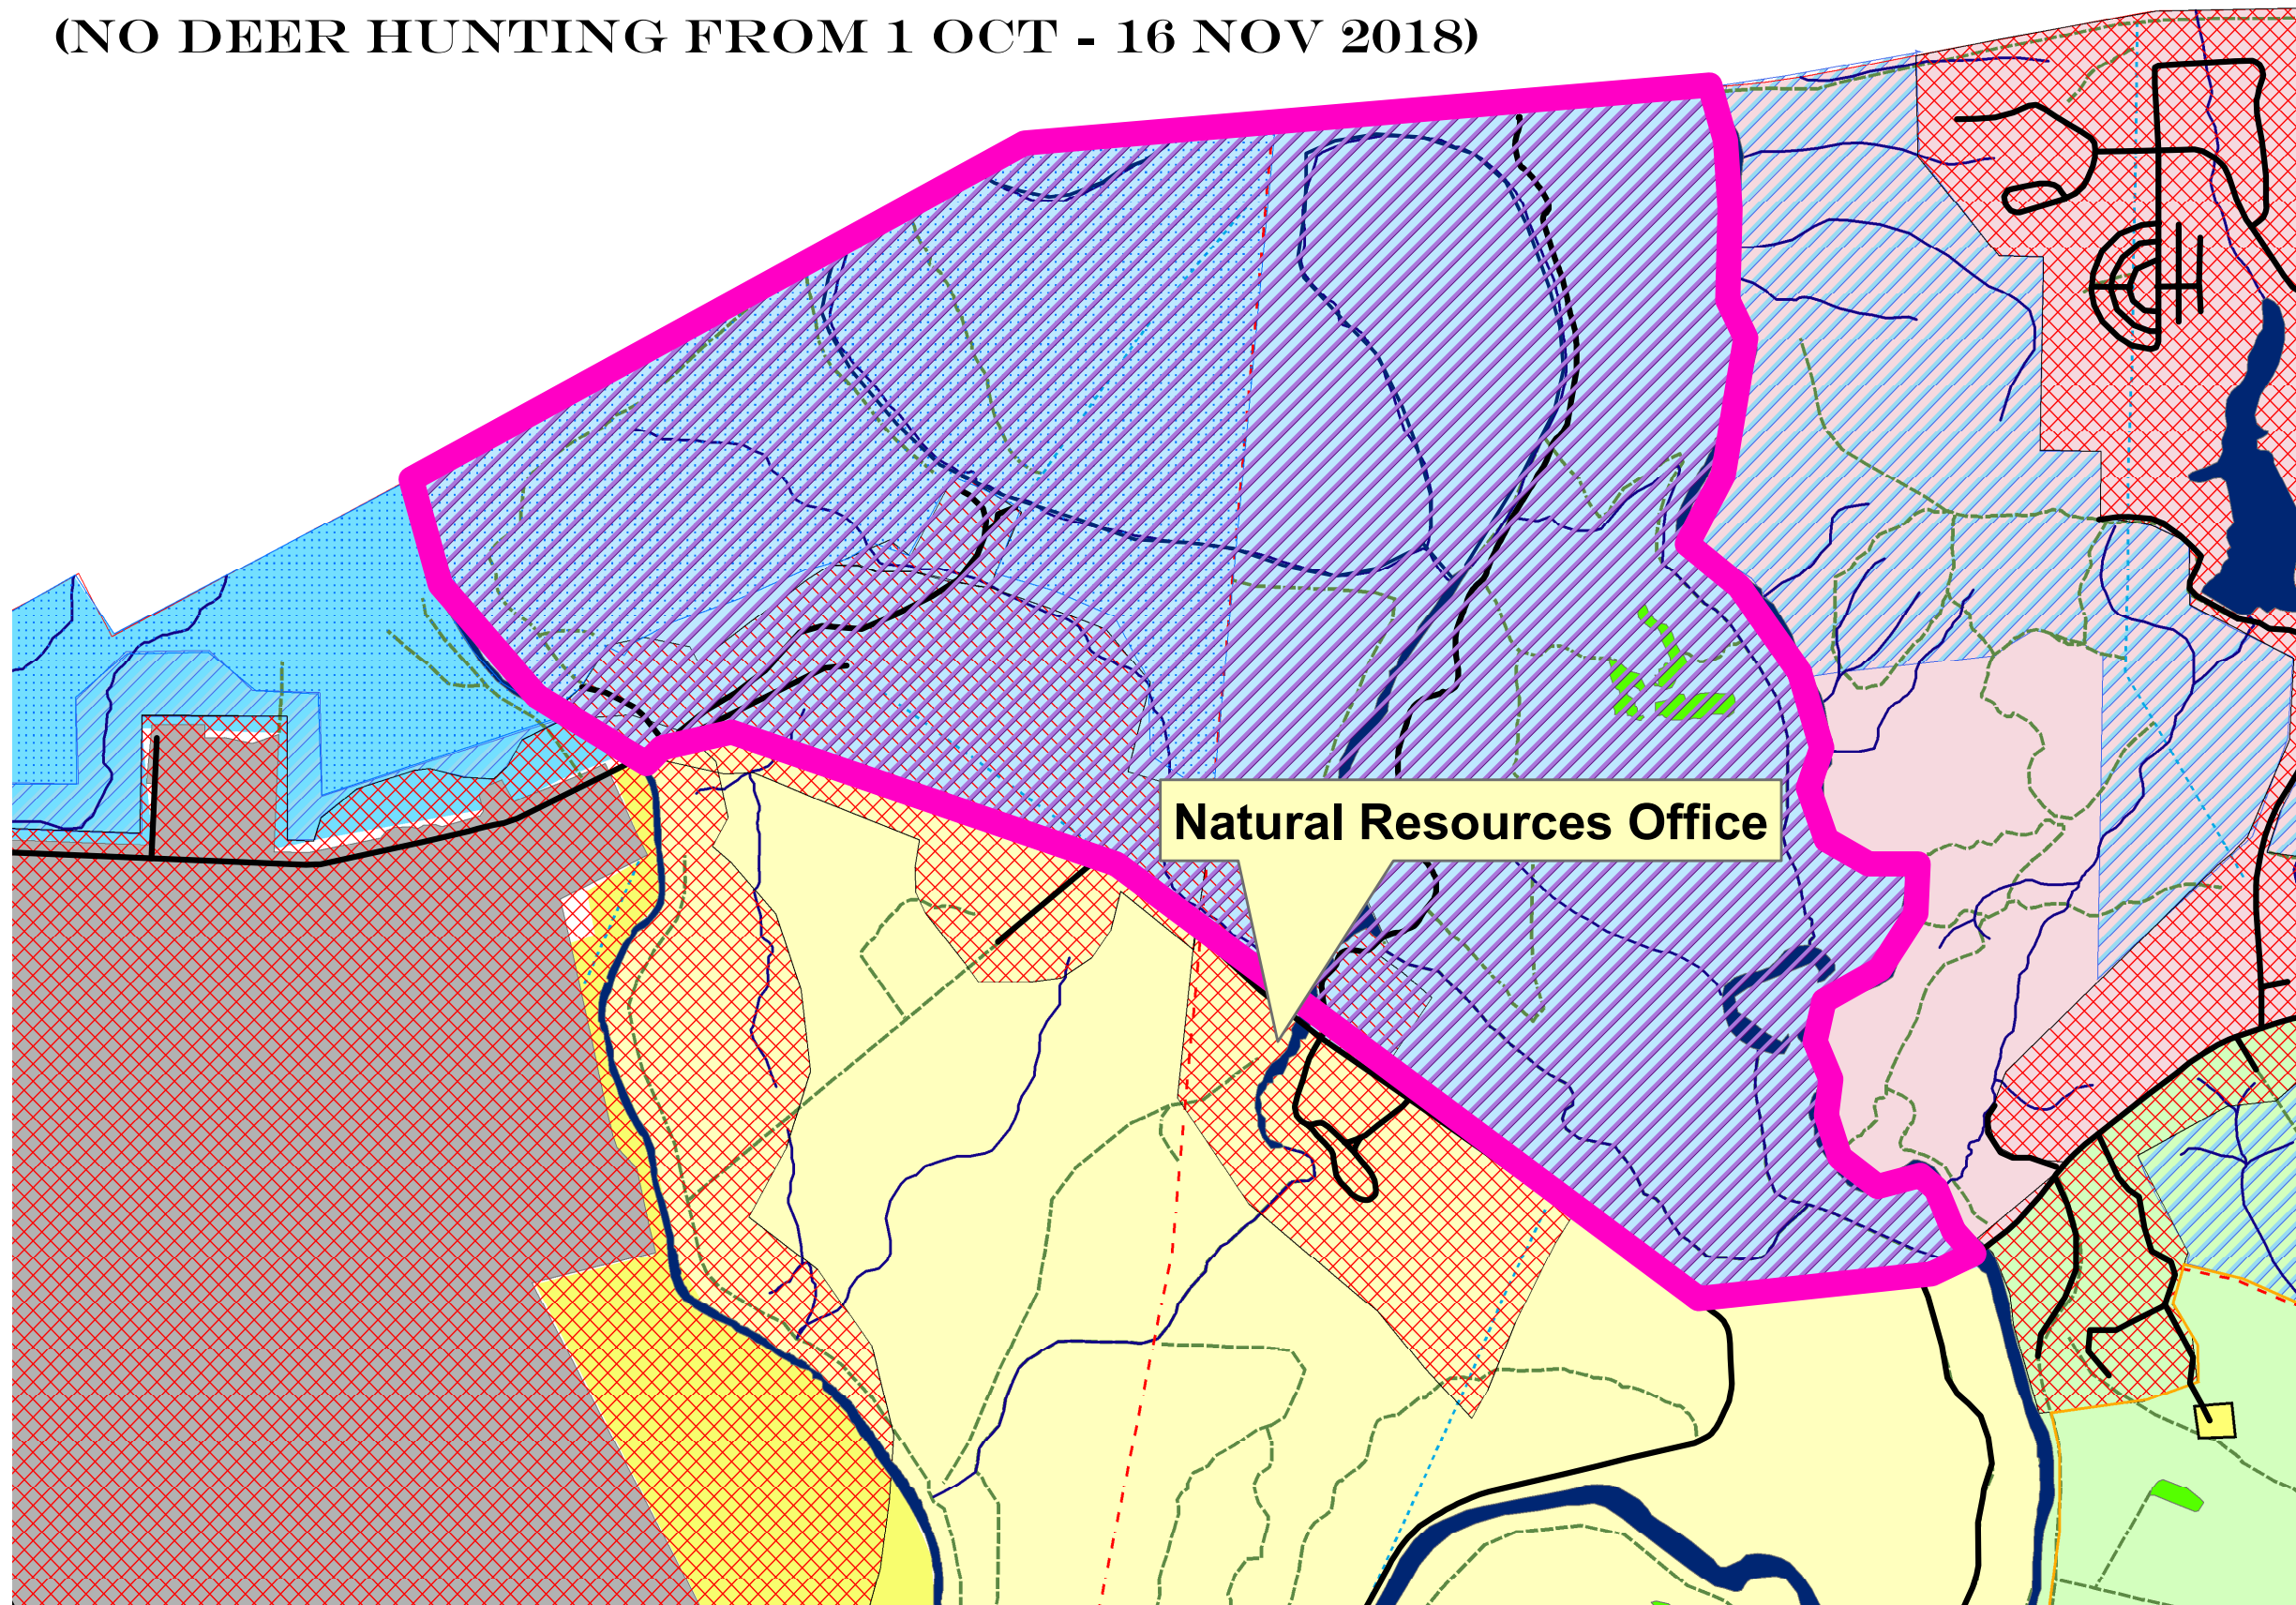 (NO DEER HUNTING FROM 1 OCT - 16 NOV 2018)
Natural Resources Office